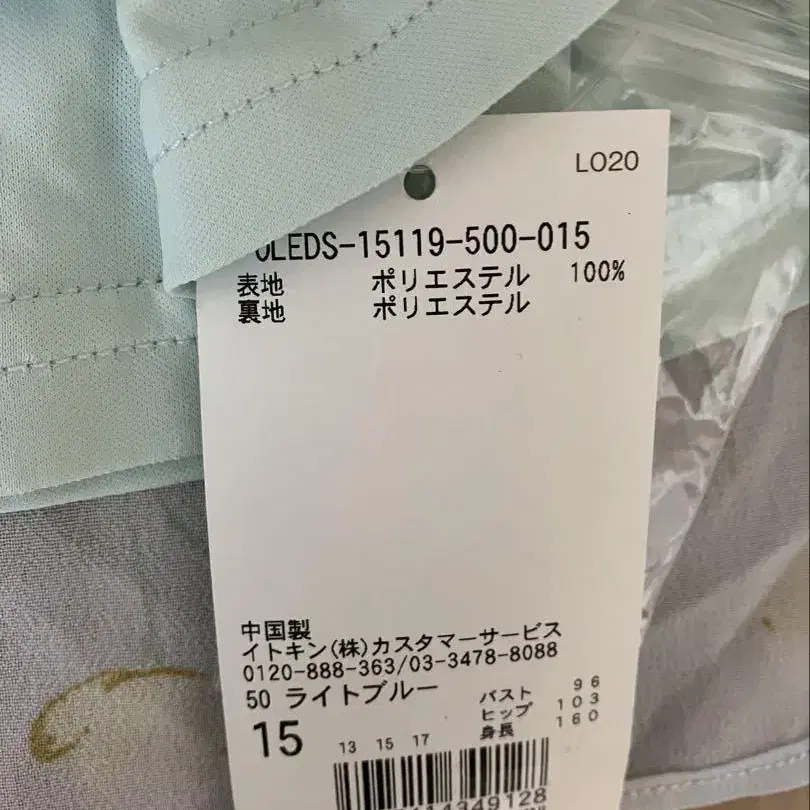 LO20
OLEDS-15119-500-015
表地 ポリエステル 100%
裏地 ポリエステル
中国製
イトキン(株)カスタマーサービス
0120-888-363/03-3478-8088
50 ライトブルー
バスト 96
ヒップ 103
身長 160
15
13 15 17
14349128